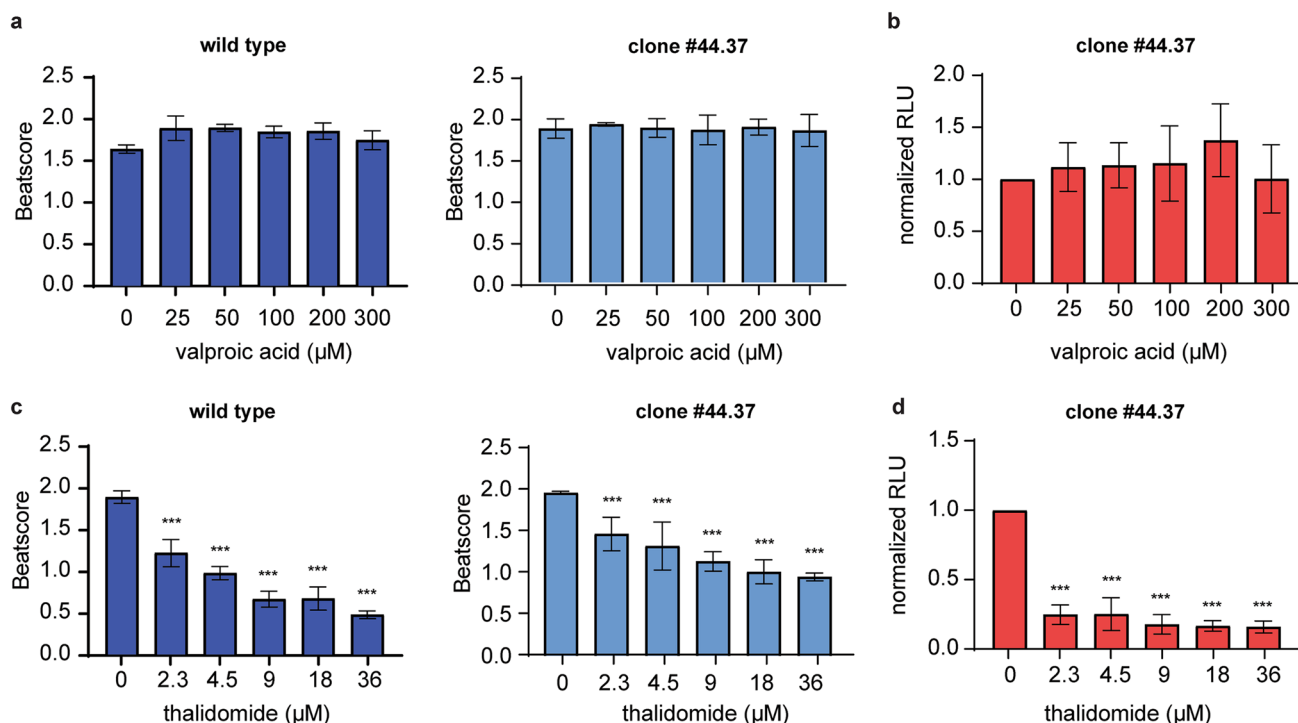 a
wild type
Beatscore
2.5
2.0
1.5
1.0
0.5
0.0
0 25 50 100 200 300
valproic acid (µM)
clone #44.37
Beatscore
2.5
2.0
1.5
1.0
0.5
0.0
0 25 50 100 200 300
valproic acid (µM)
b
clone #44.37
normalized RLU
2.0
1.5
1.0
0.5
0.0
0 25 50 100 200 300
valproic acid (µM)
c
wild type
Beatscore
2.5
2.0
1.5
1.0
0.5
0.0
*** *** *** *** ***
0 2.3 4.5 9 18 36
thalidomide (µM)
clone #44.37
Beatscore
2.5
2.0
1.5
1.0
0.5
0.0
*** *** *** *** ***
0 2.3 4.5 9 18 36
thalidomide (µM)
d
clone #44.37
normalized RLU
1.5
1.0
0.5
0.0
*** *** *** *** ***
0 2.3 4.5 9 18 36
thalidomide (µM)